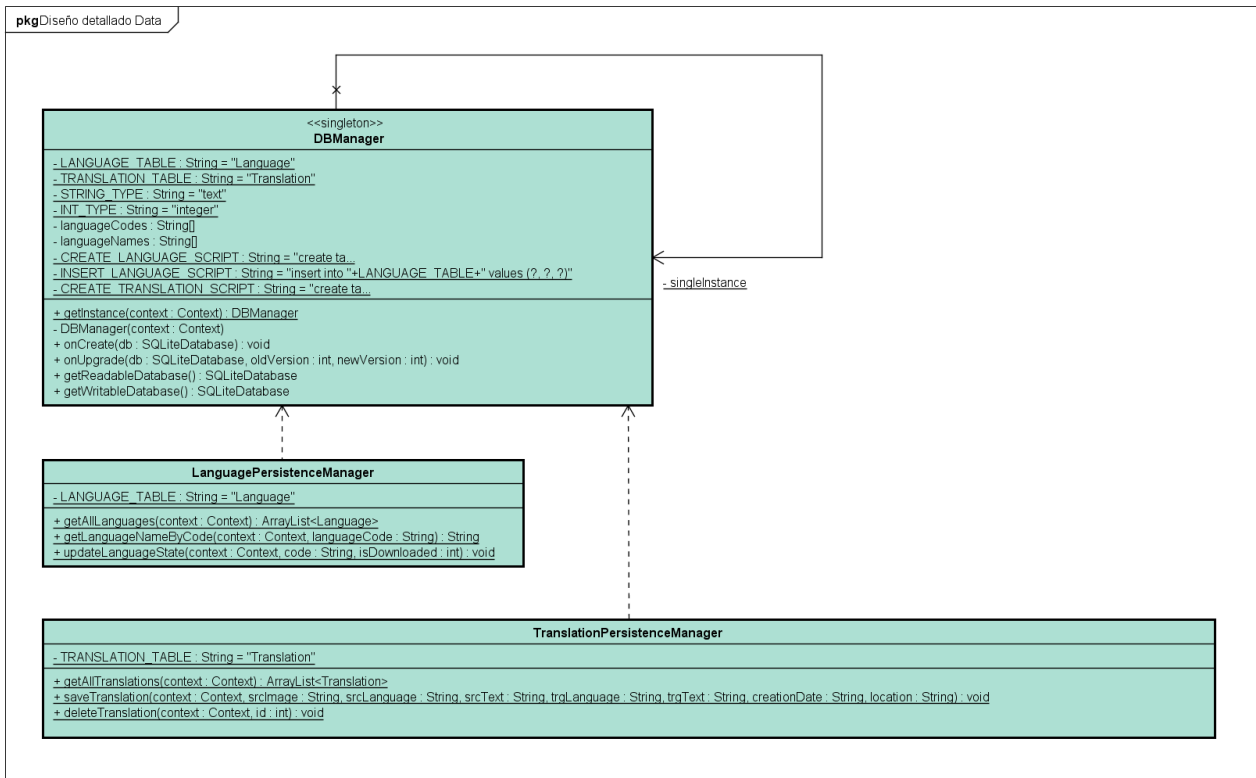 pkg Diseño detallado Data
<<singleton>>
DBManager
- LANGUAGE_TABLE : String = "Language"
- TRANSLATION_TABLE : String = "Translation"
- STRING_TYPE : String = "text"
- INT_TYPE : String = "integer"
- languageCodes : String[]
- languageNames : String[]
- CREATE_LANGUAGE_SCRIPT : String = "create ta...
- INSERT_LANGUAGE_SCRIPT : String = "insert into "+LANGUAGE_TABLE+" values (?, ?, ?)"
- CREATE_TRANSLATION_SCRIPT : String = "create ta...
- singleInstance
+ getInstance(context : Context) : DBManager
- DBManager(context : Context)
+ onCreate(db : SQLiteDatabase) : void
+ onUpgrade(db : SQLiteDatabase, oldVersion : int, newVersion : int) : void
+ getReadableDatabase() : SQLiteDatabase
+ getWritableDatabase() : SQLiteDatabase
LanguagePersistenceManager
- LANGUAGE_TABLE : String = "Language"
+ getAllLanguages(context : Context) : ArrayList<Language>
+ getLanguageNameByCode(context : Context, languageCode : String) : String
+ updateLanguageState(context : Context, code : String, isDownloaded : int) : void
TranslationPersistenceManager
- TRANSLATION_TABLE : String = "Translation"
+ getAllTranslations(context : Context) : ArrayList<Translation>
+ saveTranslation(context : Context, srcImage : String, srcLanguage : String, srcText : String, trgLanguage : String, trgText : String, creationDate : String, location : String) : void
+ deleteTranslation(context : Context, id : int) : void